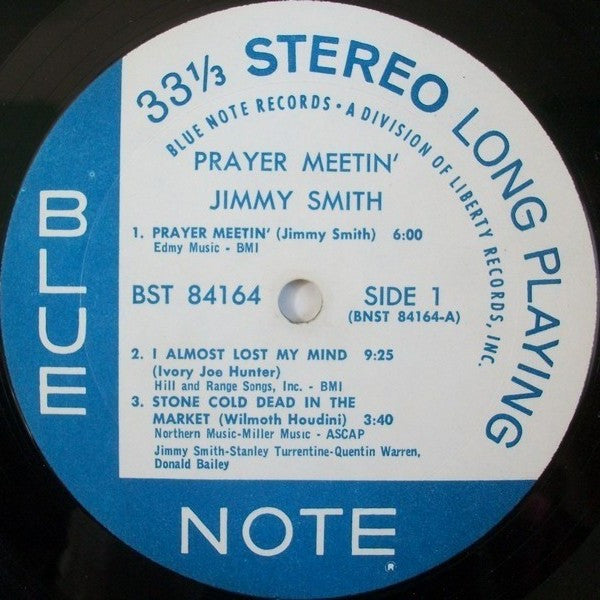 33⅓ STEREO LONG PLAYING
BLUE NOTE RECORDS • A DIVISION OF LIBERTY RECORDS, INC.
PRAYER MEETIN'
JIMMY SMITH
1. PRAYER MEETIN' (Jimmy Smith) 6:00
Edmy Music - BMI
BST 84164 SIDE 1
(BNST 84164-A)
2. I ALMOST LOST MY MIND 9:25
(Ivory Joe Hunter)
Hill and Range Songs, Inc. - BMI
3. STONE COLD DEAD IN THE
MARKET (Wilmoth Houdini) 3:40
Northern Music-Miller Music - ASCAP
Jimmy Smith-Stanley Turrentine-Quentin Warren,
Donald Bailey
BLUE
NOTE
®